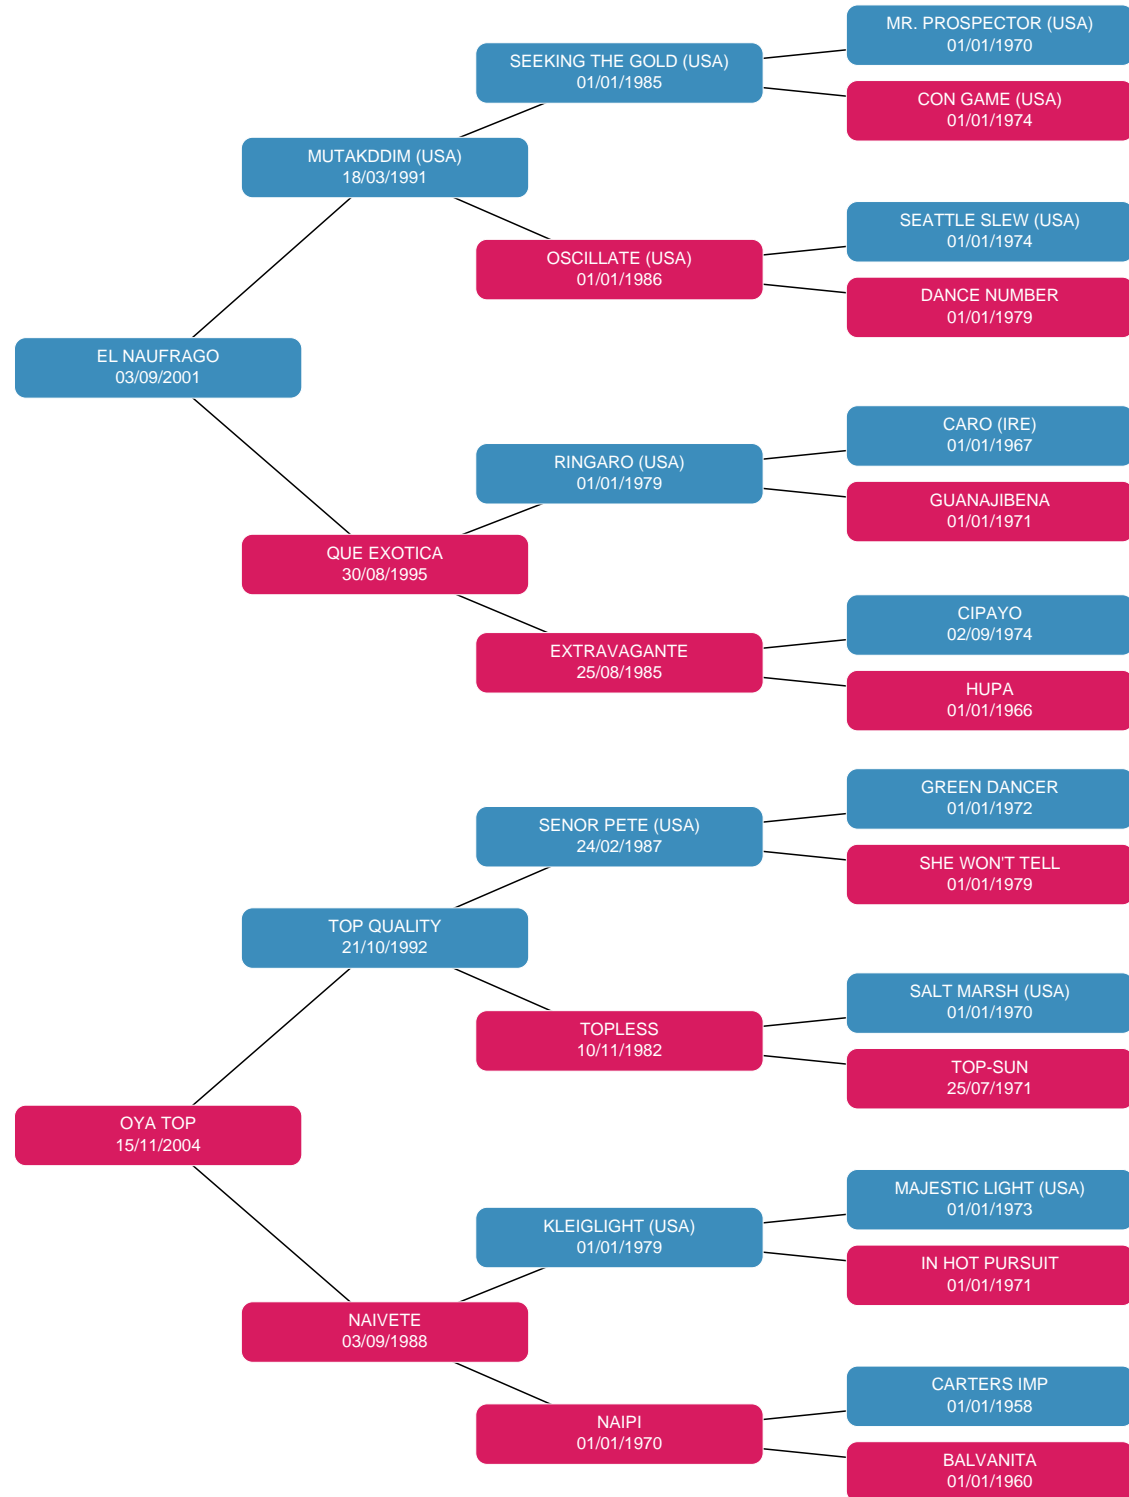 MR. PROSPECTOR (USA)
01/01/1970
SEEKING THE GOLD (USA)
01/01/1985
CON GAME (USA)
01/01/1974
MUTAKDDIM (USA)
18/03/1991
SEATTLE SLEW (USA)
01/01/1974
OSCILLATE (USA)
01/01/1986
DANCE NUMBER
01/01/1979
EL NAUFRAGO
03/09/2001
CARO (IRE)
01/01/1967
RINGARO (USA)
01/01/1979
GUANAJIBENA
01/01/1971
QUE EXOTICA
30/08/1995
CIPAYO
02/09/1974
EXTRAVAGANTE
25/08/1985
HUPA
01/01/1966
GREEN DANCER
01/01/1972
SENOR PETE (USA)
24/02/1987
SHE WON'T TELL
01/01/1979
TOP QUALITY
21/10/1992
SALT MARSH (USA)
01/01/1970
TOPLESS
10/11/1982
TOP-SUN
25/07/1971
OYA TOP
15/11/2004
MAJESTIC LIGHT (USA)
01/01/1973
KLEIGLIGHT (USA)
01/01/1979
IN HOT PURSUIT
01/01/1971
NAIVETE
03/09/1988
CARTERS IMP
01/01/1958
NAIPI
01/01/1970
BALVANITA
01/01/1960